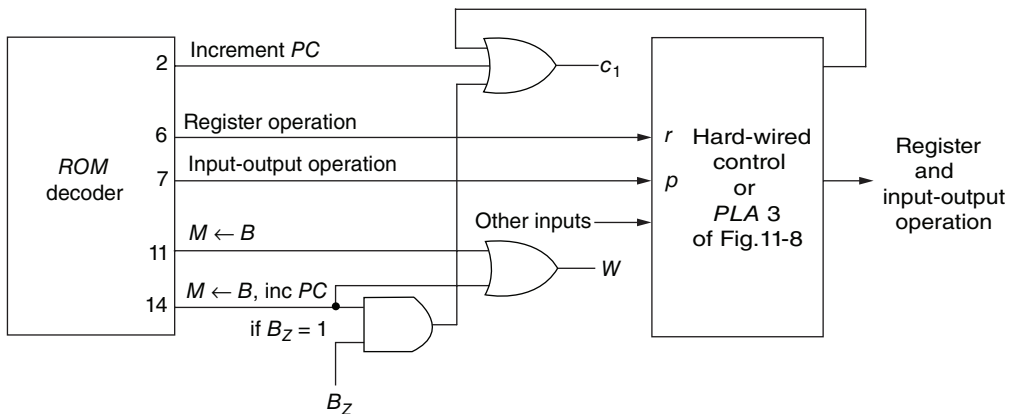 ROM
decoder
2
Increment PC
c1
6
Register operation
7
Input-output operation
r
p
Hard-wired
control
or
PLA 3
of Fig.11-8
Register
and
input-output
operation
Other inputs
11
M ← B
W
14
M ← B, inc PC
if BZ = 1
BZ